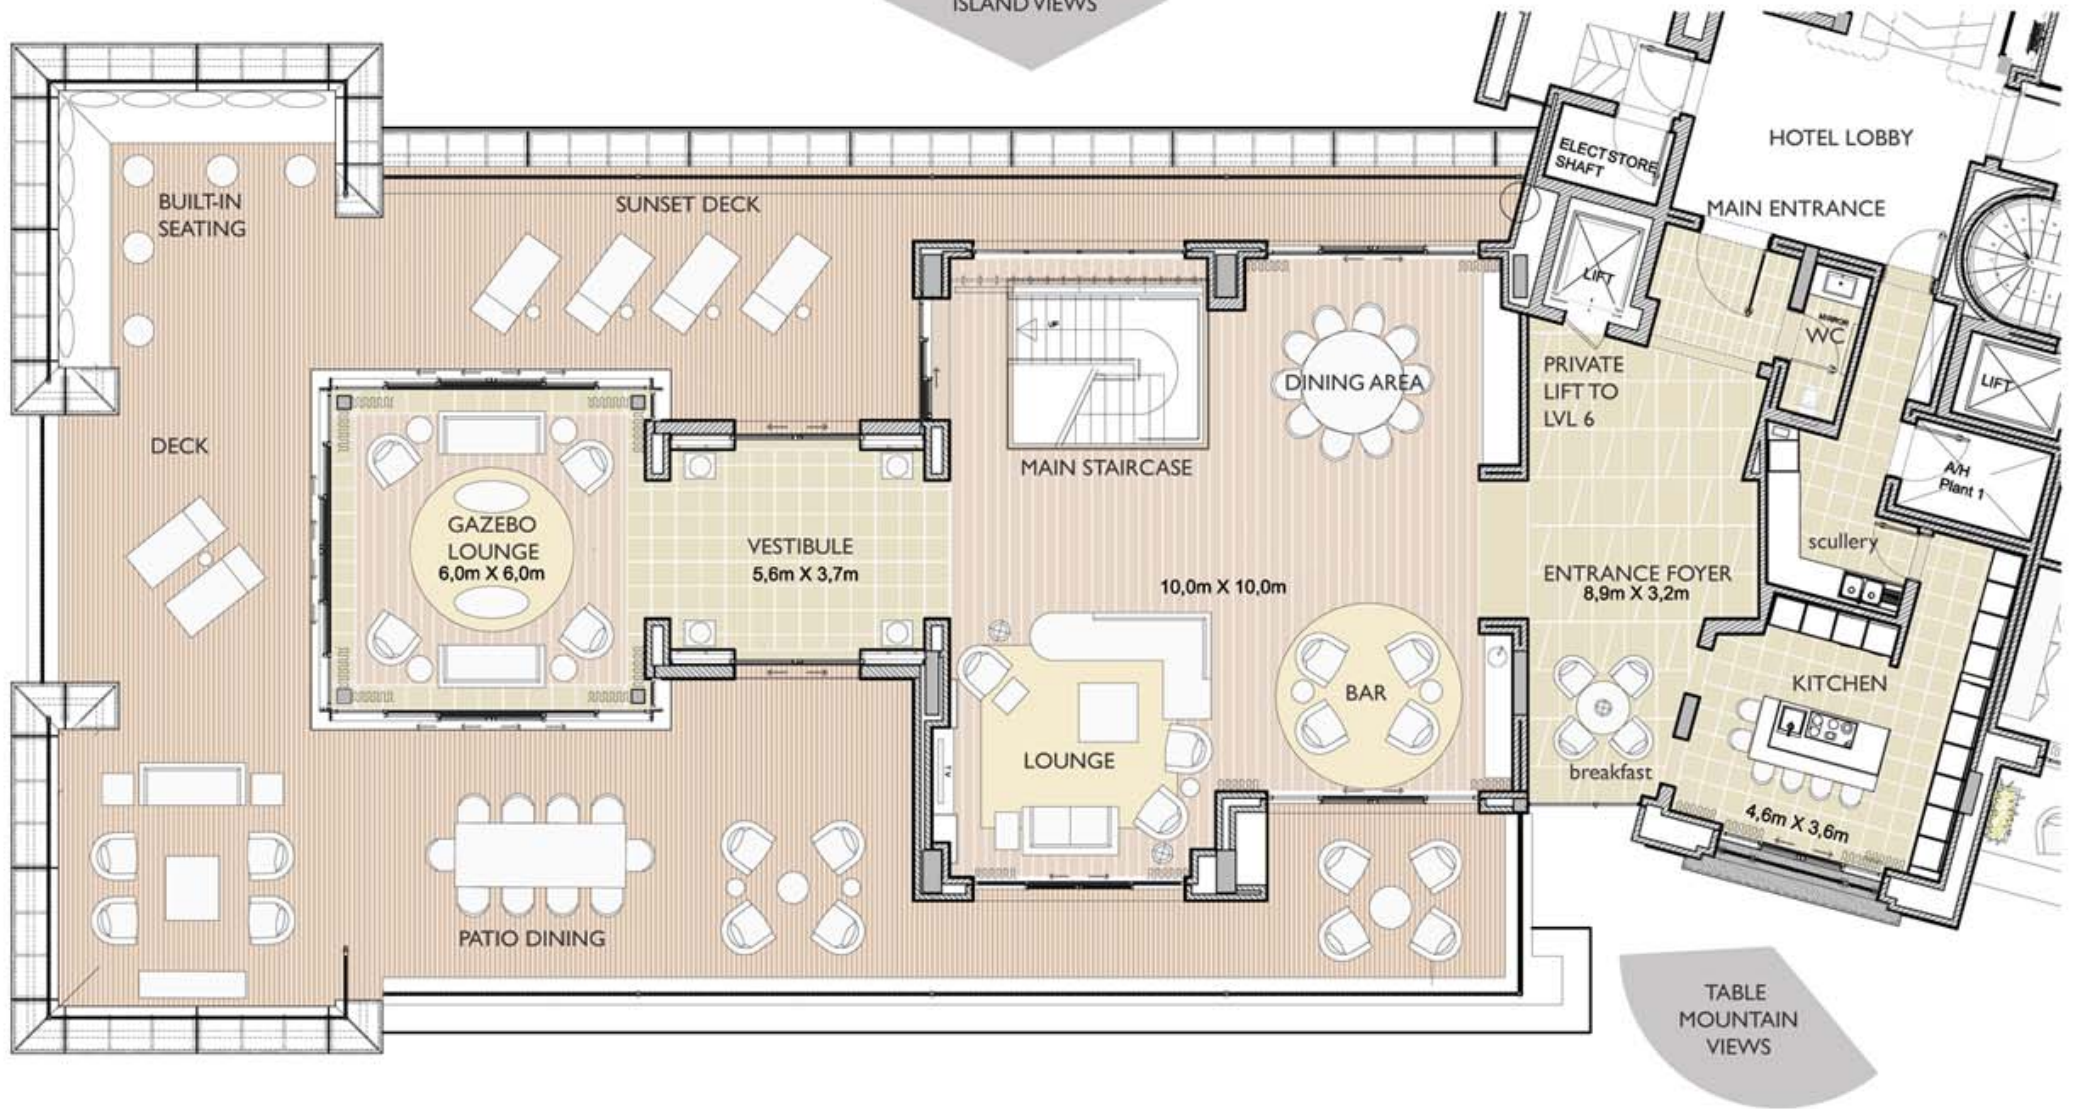 ISLAND VIEWS
HOTEL LOBBY
ELECT STORE
SHAFT
BUILT-IN
SEATING
SUNSET DECK
MAIN ENTRANCE
LIFT
MIRROR
WC
PRIVATE
LIFT TO
LVL 6
UP
DINING AREA
LIFT
DECK
MAIN STAIRCASE
A/H
Plant 1
GAZEBO
LOUNGE
6,0m X 6,0m
VESTIBULE
5,6m X 3,7m
10,0m X 10,0m
scullery
ENTRANCE FOYER
8,9m X 3,2m
KITCHEN
BAR
LOUNGE
TV
breakfast
4,6m X 3,6m
PATIO DINING
TABLE
MOUNTAIN
VIEWS